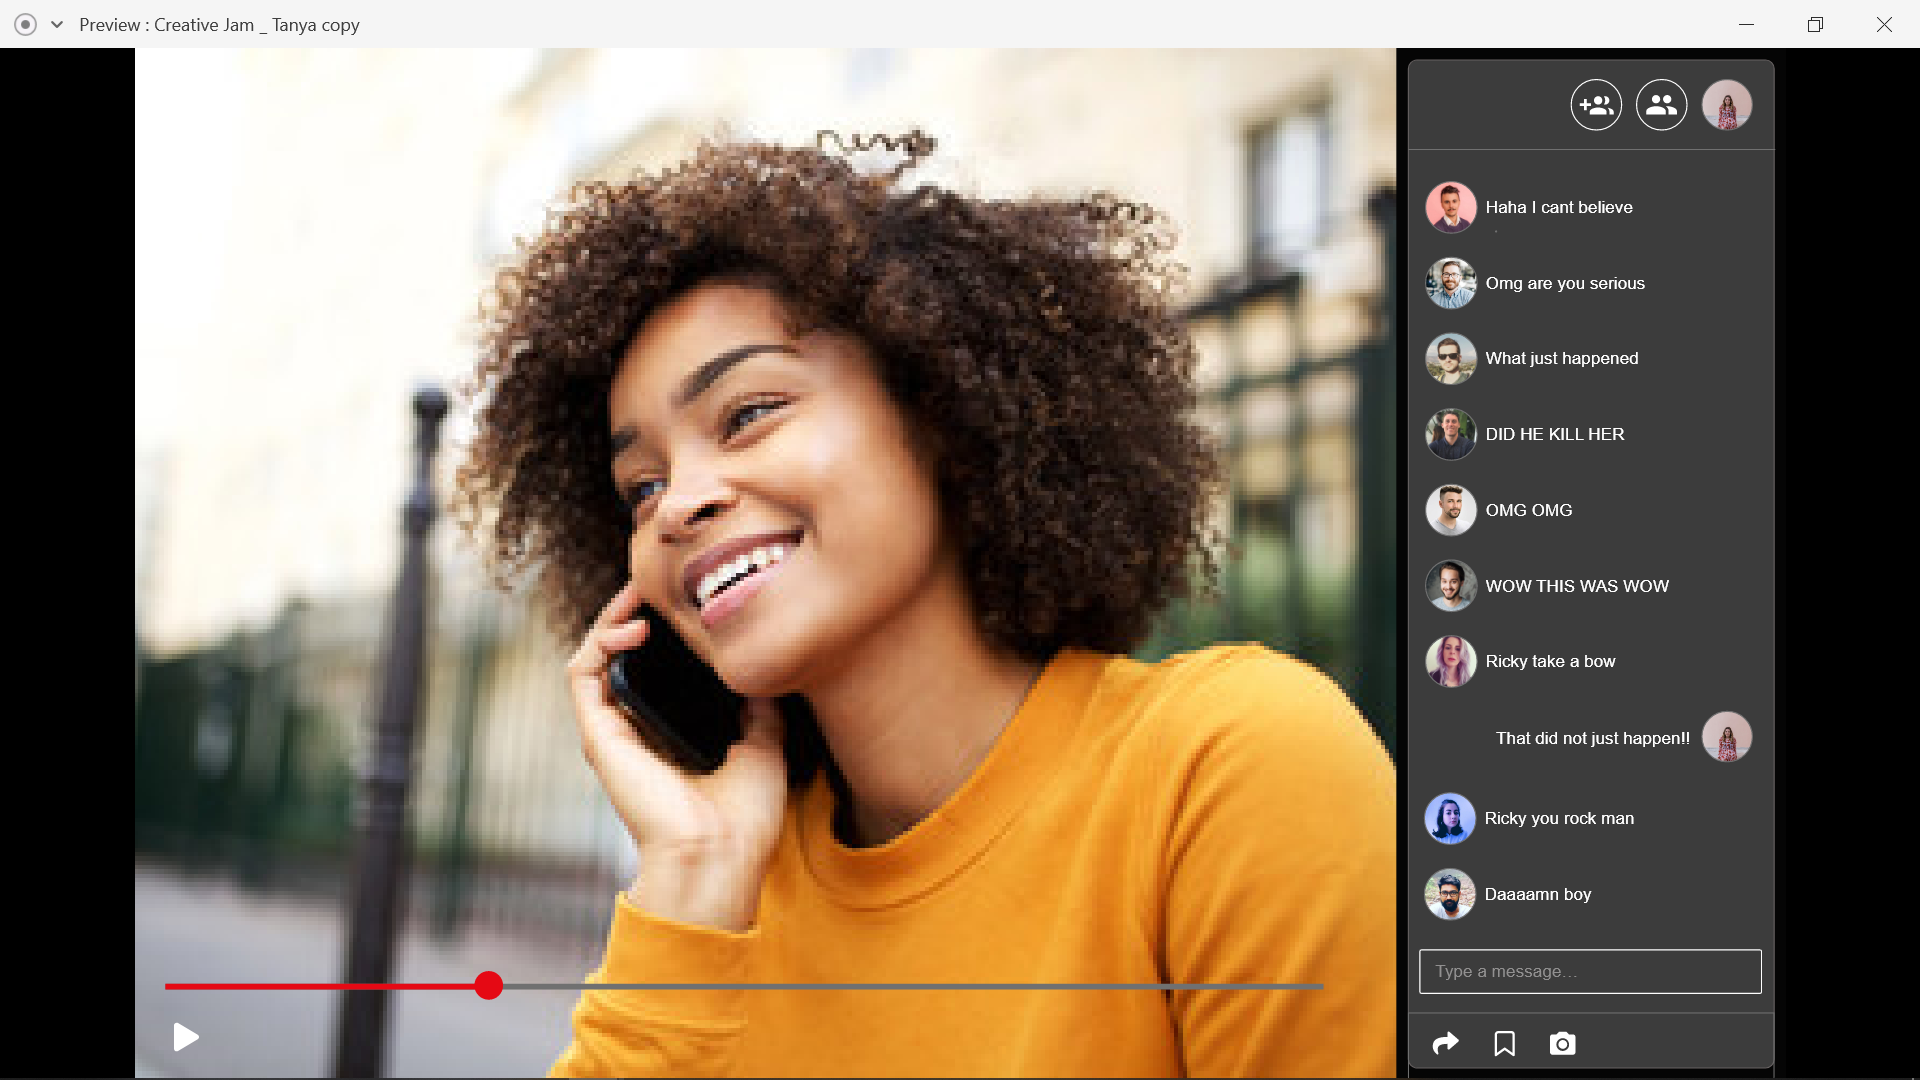 Preview : Creative Jam _ Tanya copy
Haha I cant believe
Omg are you serious
What just happened
DID HE KILL HER
OMG OMG
WOW THIS WAS WOW
Ricky take a bow
That did not just happen!!
Ricky you rock man
Daaaamn boy
Type a message...